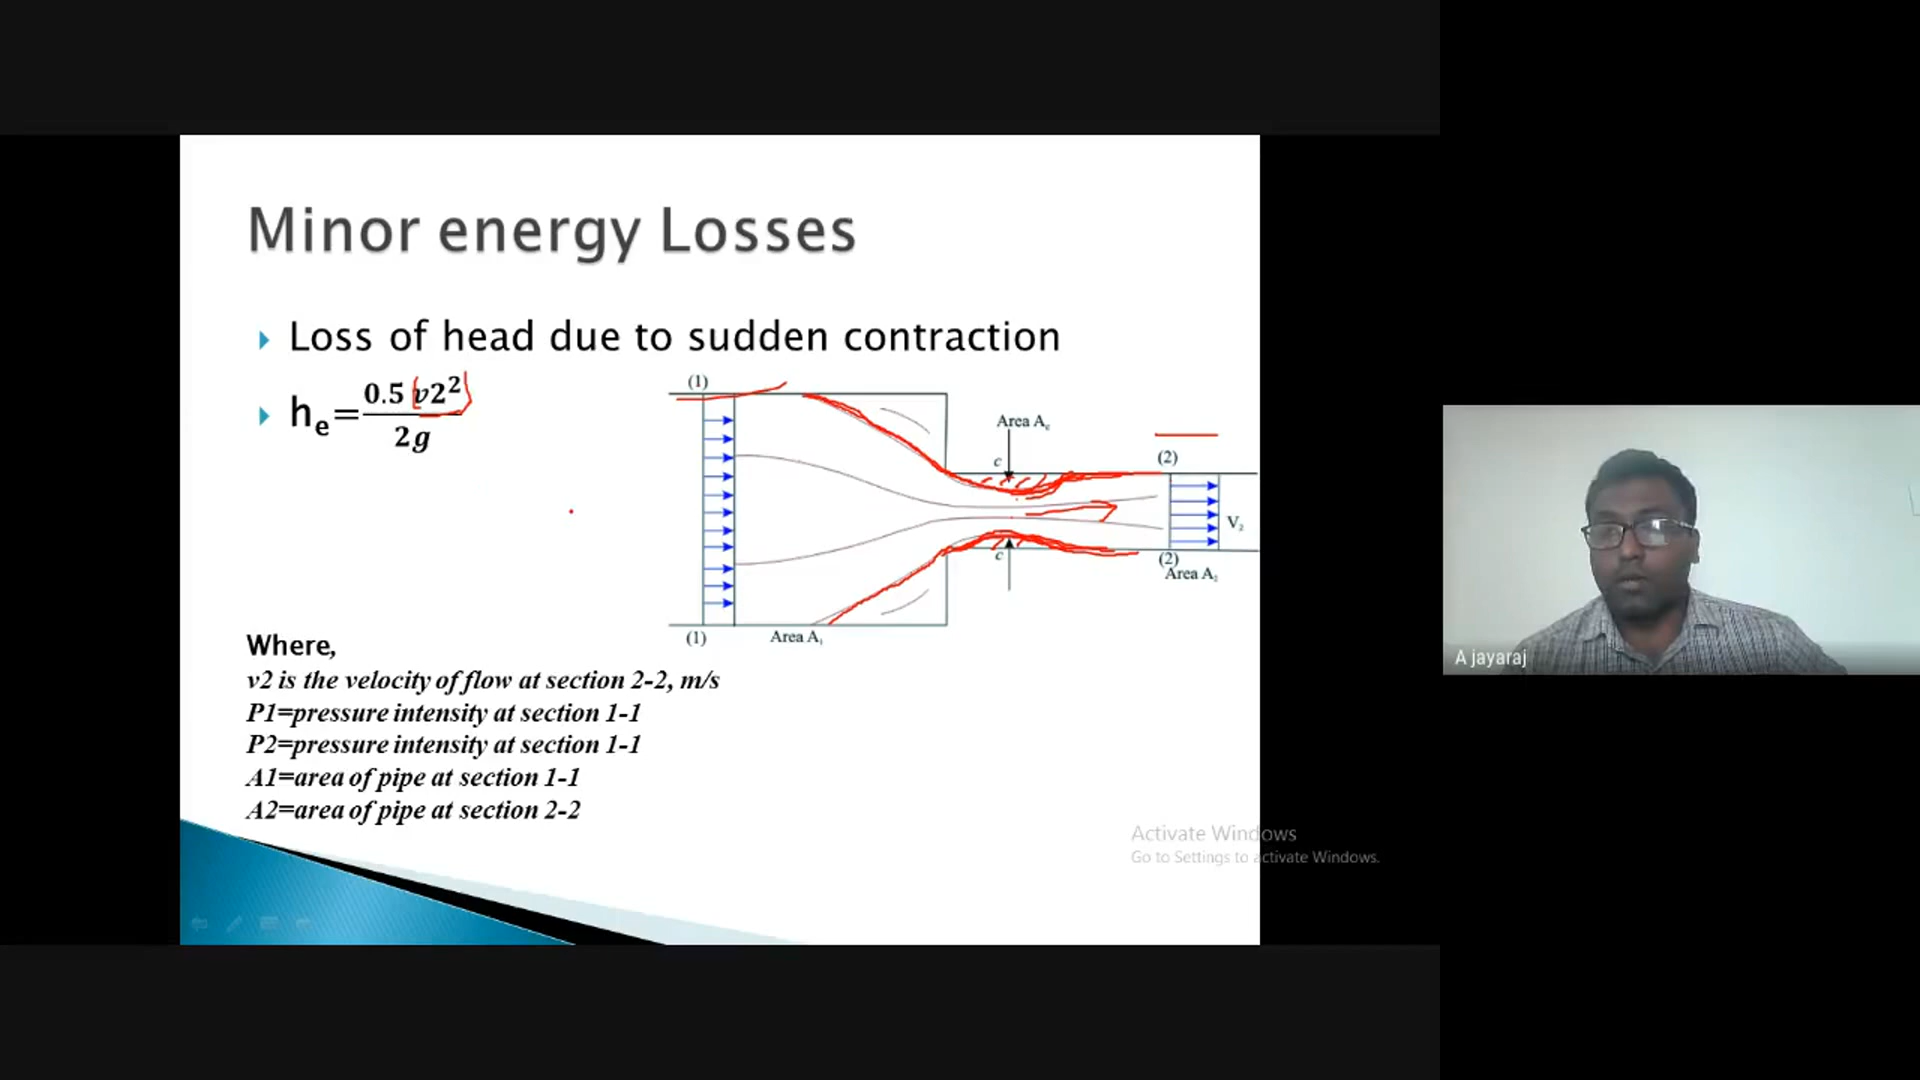 Minor energy Losses
Loss of head due to sudden contraction
hₑ=0.5 v2²/2g
(1)
Area A꜀
c
(2)
V₂
c
(2)
Area A₂
(1)
Area A₁
Where,
v2 is the velocity of flow at section 2-2, m/s
P1=pressure intensity at section 1-1
P2=pressure intensity at section 1-1
A1=area of pipe at section 1-1
A2=area of pipe at section 2-2
Activate Windows
Go to Settings to activate Windows.
A jayaraj